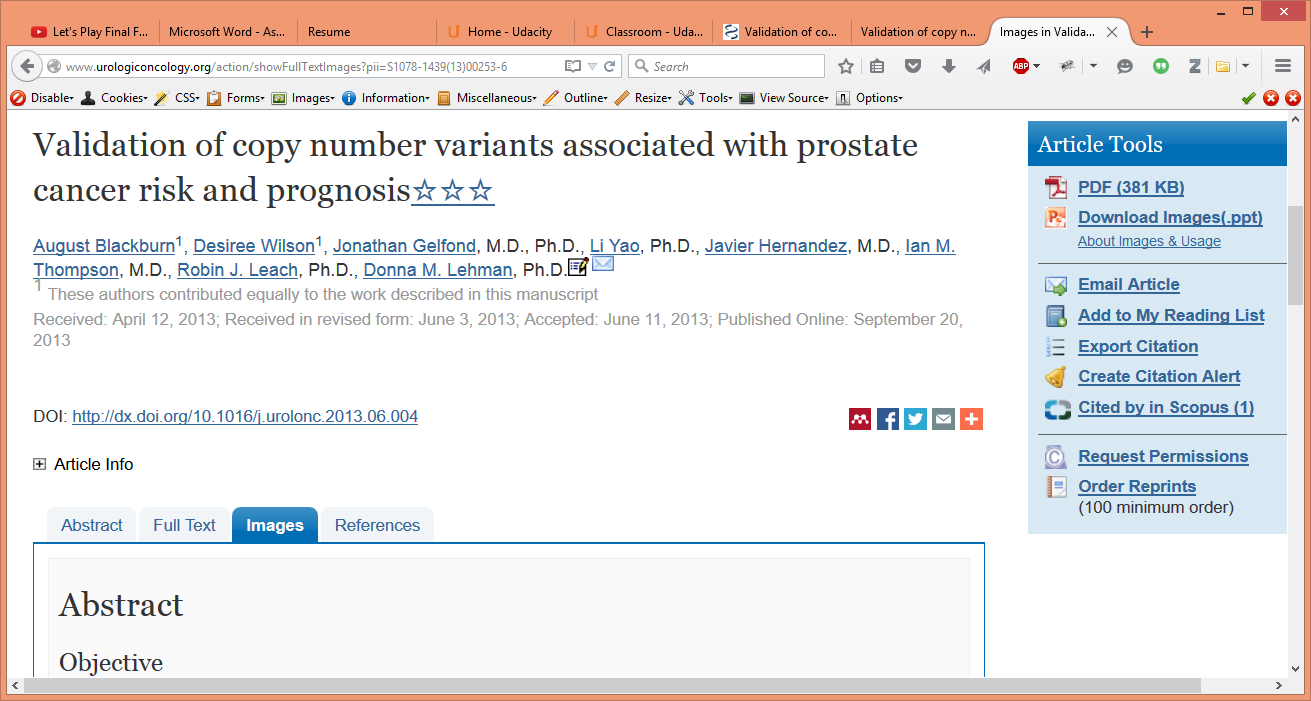 Let's Play Final F...
Microsoft Word - As...
Resume
Home - Udacity
Classroom - Uda...
Validation of co...
Validation of copy n...
Images in Valida...
www.urologiconcology.org/action/showFullTextImages?pii=S1078-1439(13)00253-6
Search
ABP
Disable Cookies CSS Forms Images Information Miscellaneous Outline Resize Tools View Source Options
Validation of copy number variants associated with prostate
cancer risk and prognosis☆☆☆
August Blackburn1, Desiree Wilson1, Jonathan Gelfond, M.D., Ph.D., Li Yao, Ph.D., Javier Hernandez, M.D., Ian M.
Thompson, M.D., Robin J. Leach, Ph.D., Donna M. Lehman, Ph.D.
1 These authors contributed equally to the work described in this manuscript
Received: April 12, 2013; Received in revised form: June 3, 2013; Accepted: June 11, 2013; Published Online: September 20,
2013
DOI: http://dx.doi.org/10.1016/j.urolonc.2013.06.004
Article Info
Abstract
Full Text
Images
References
Abstract
Objective
Article Tools
PDF (381 KB)
Download Images(.ppt)
About Images & Usage
Email Article
Add to My Reading List
Export Citation
Create Citation Alert
Cited by in Scopus (1)
Request Permissions
Order Reprints
(100 minimum order)